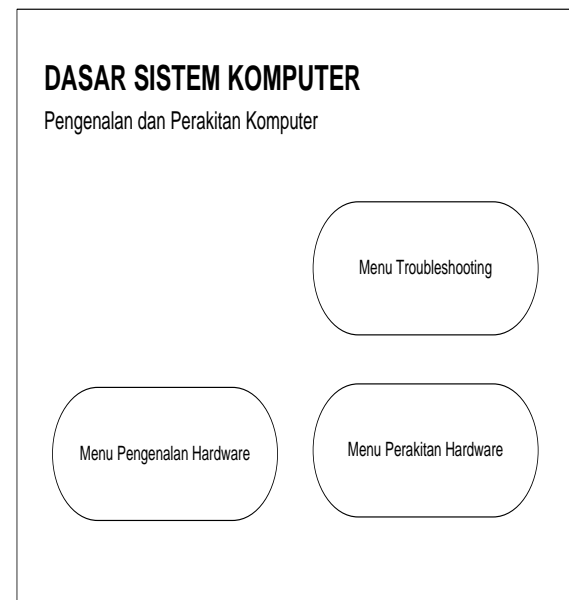 DASAR SISTEM KOMPUTER
Pengenalan dan Perakitan Komputer
Menu Troubleshooting
Menu Pengenalan Hardware
Menu Perakitan Hardware